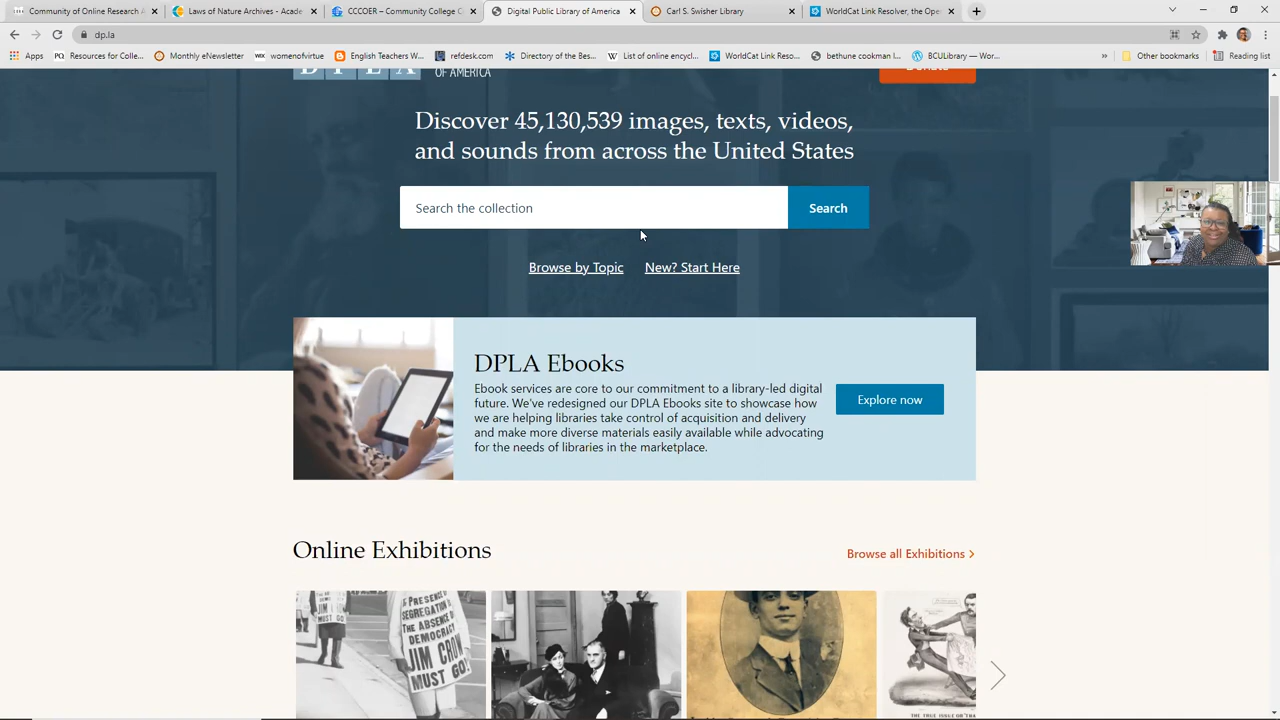 Community of Online Research A
Laws of Nature Archives - Acade
CCCOER – Community College C
Digital Public Library of America
Carl S. Swisher Library
WorldCat Link Resolver, the Ope
dp.la
Apps
Resources for Colle...
Monthly eNewsletter
womenofvirtue
English Teachers W...
refdesk.com
Directory of the Bes...
List of online encycl...
WorldCat Link Reso...
bethune cookman l...
BCULibrary — Wor...
Other bookmarks
Reading list
DPLA
OF AMERICA
Discover 45,130,539 images, texts, videos,
and sounds from across the United States
Search the collection
Search
Browse by Topic
New? Start Here
DPLA Ebooks
Ebook services are core to our commitment to a library-led digital
future. We've redesigned our DPLA Ebooks site to showcase how
we are helping libraries take control of acquisition and delivery
and make more diverse materials easily available while advocating
for the needs of libraries in the marketplace.
Explore now
Online Exhibitions
Browse all Exhibitions >
MUST GO!
PRESENCE
SEGREGATION IS
THE ABSENCE
OF
DEMOCRACY
JIM CROW
MUST GO!
THE TRUE ISSUE OR